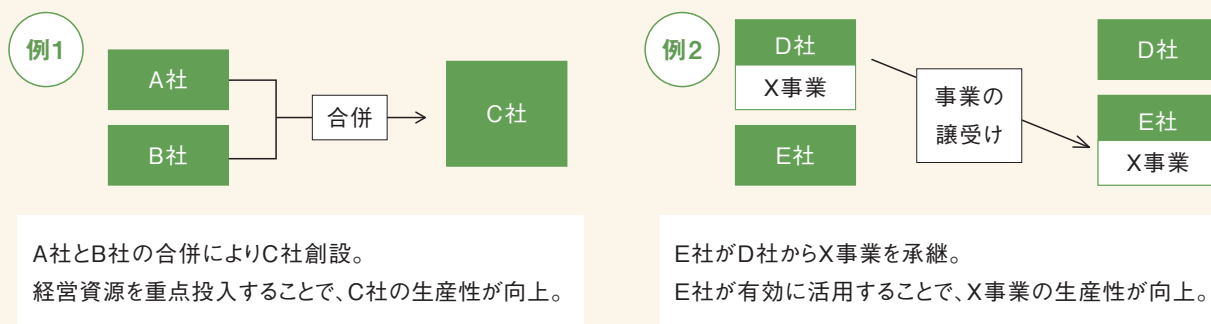 例1
A社
B社
合併
C社
A社とB社の合併によりC社創設。
経営資源を重点投入することで、C社の生産性が向上。
例2
D社
X事業
E社
事業の
譲受け
D社
E社
X事業
E社がD社からX事業を承継。
E社が有効に活用することで、X事業の生産性が向上。